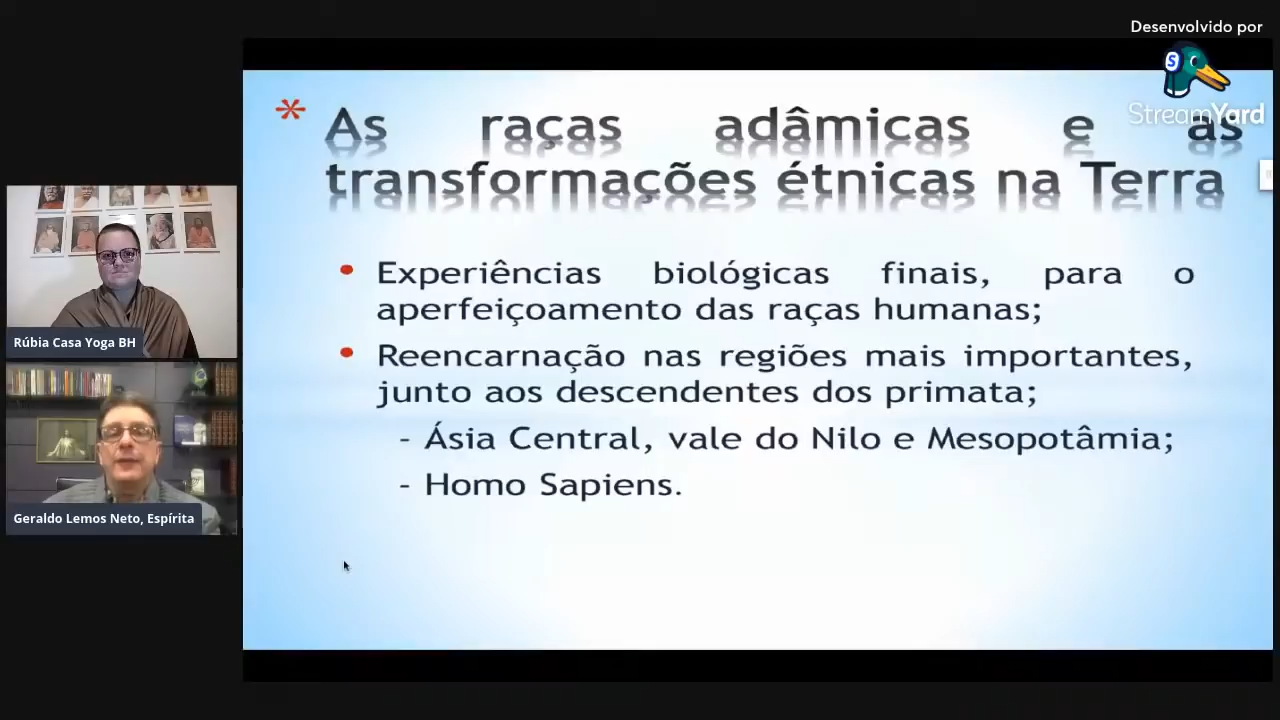 Desenvolvido por
StreamYard
* As raças adâmicas e as
transformações étnicas na Terra
• Experiências biológicas finais, para o
aperfeiçoamento das raças humanas;
• Reencarnação nas regiões mais importantes,
junto aos descendentes dos primata;
- Ásia Central, vale do Nilo e Mesopotâmia;
- Homo Sapiens.
Rúbia Casa Yoga BH
Geraldo Lemos Neto, Espírita